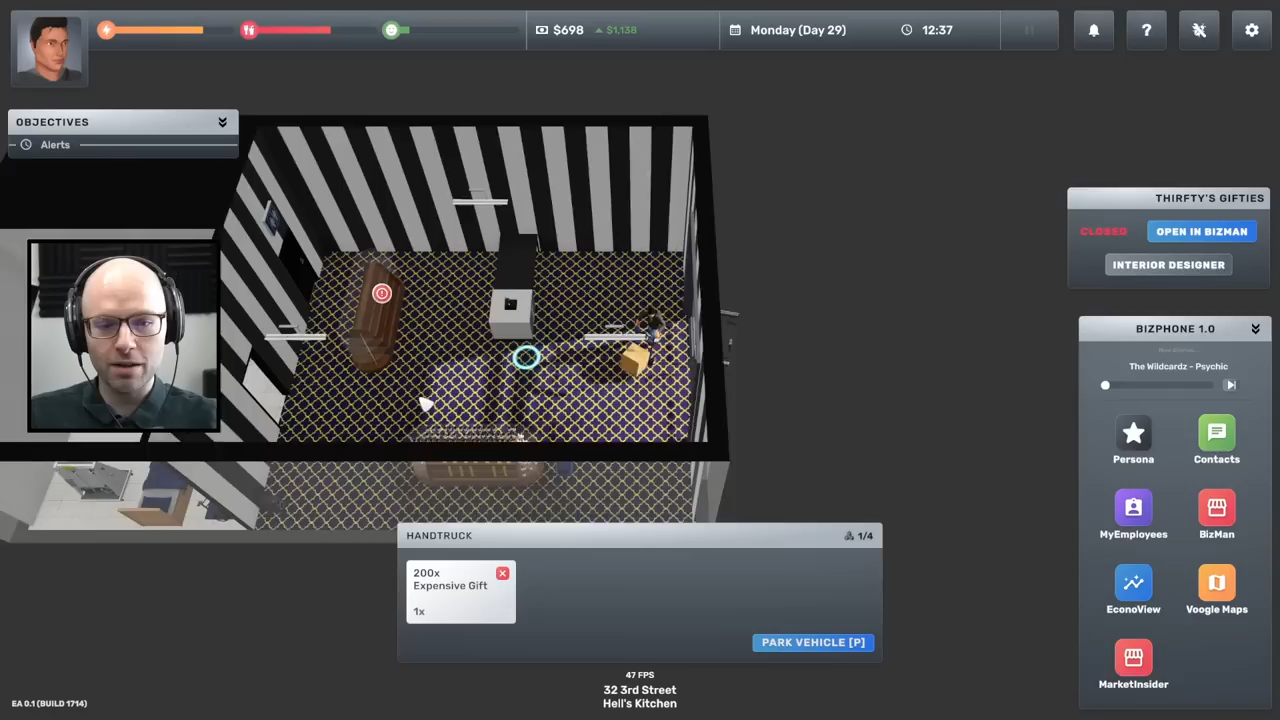 $698
$1,138
Monday (Day 29)
12:37
?
OBJECTIVES
Alerts
THIRFTY'S GIFTIES
CLOSED
OPEN IN BIZMAN
INTERIOR DESIGNER
BIZPHONE 1.0
The Wildcardz - Psychic
Persona
Contacts
MyEmployees
BizMan
EconoView
Voogle Maps
MarketInsider
HANDTRUCK
1/4
200x
Expensive Gift
1x
PARK VEHICLE [P]
47 FPS
32 3rd Street
Hell's Kitchen
EA 0.1 (BUILD 1714)